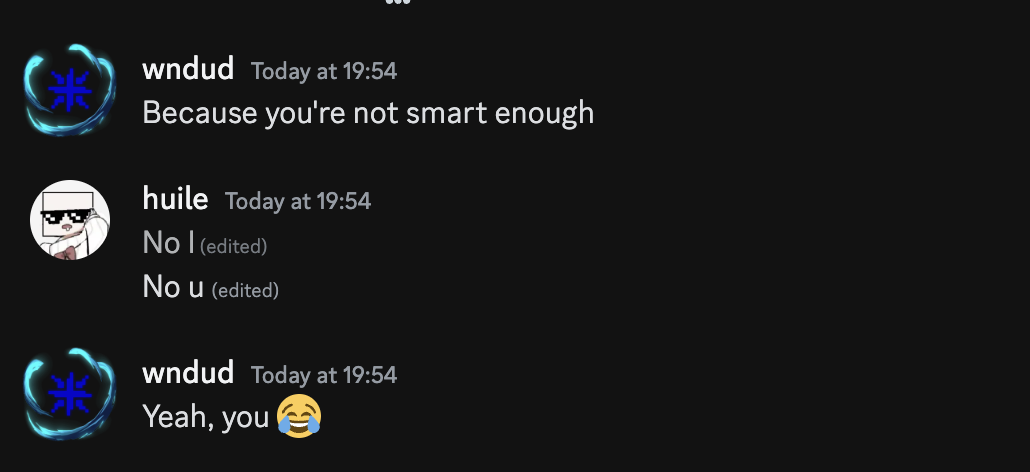 wndud Today at 19:54
Because you're not smart enough
huile Today at 19:54
No l (edited)
No u (edited)
wndud Today at 19:54
Yeah, you 😂